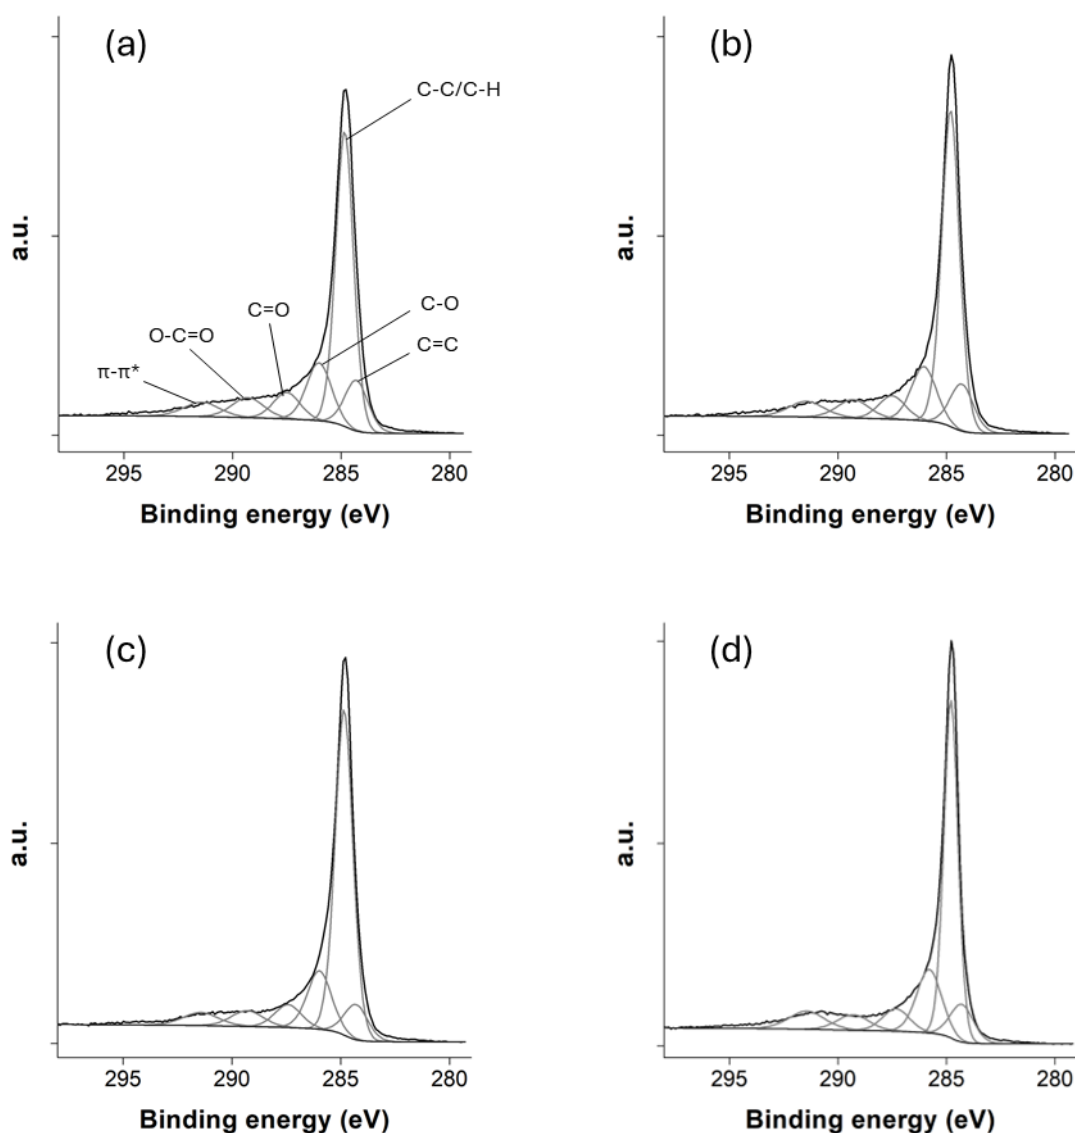 (a)
C-C/C-H
C-O
C=O
C=C
O-C=O
π-π*
a.u.
295 290 285 280
Binding energy (eV)
(b)
a.u.
295 290 285 280
Binding energy (eV)
(c)
a.u.
295 290 285 280
Binding energy (eV)
(d)
a.u.
295 290 285 280
Binding energy (eV)